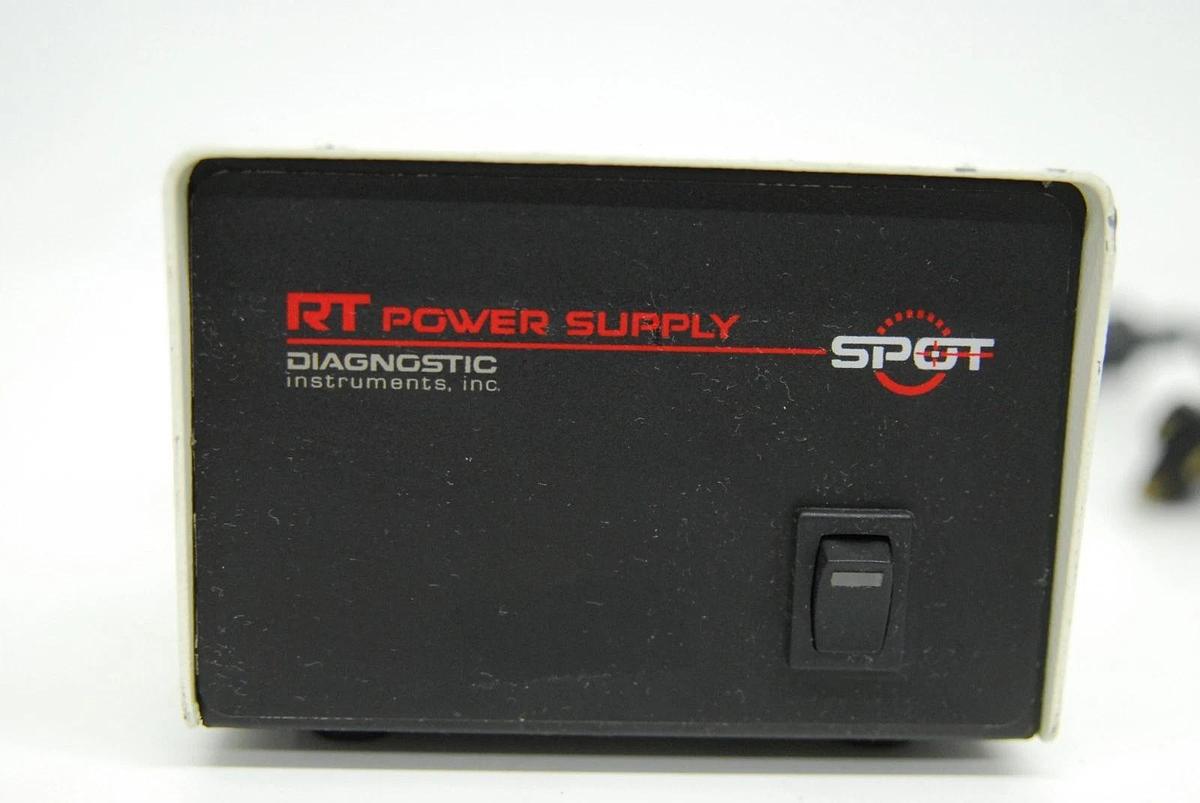 RT POWER SUPPLY
DIAGNOSTIC
instruments, inc.
SPOT